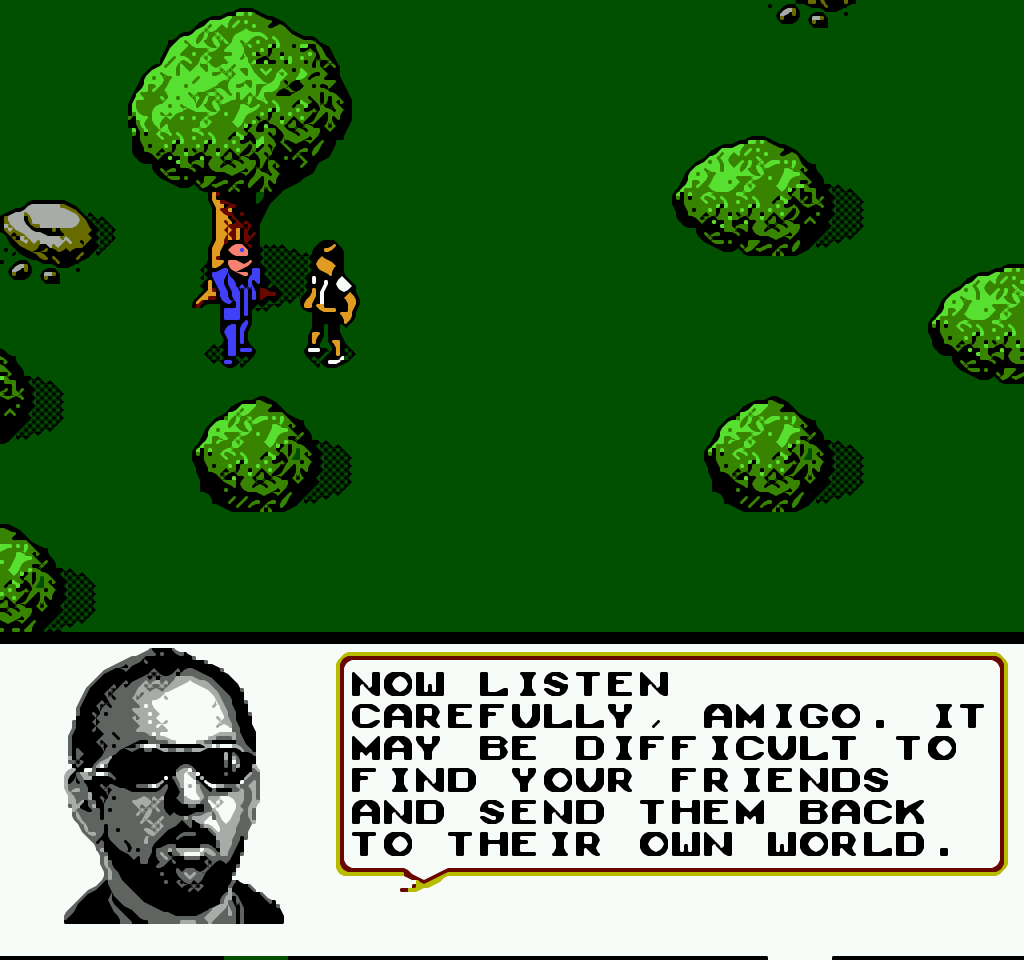 NOW LISTEN
CAREFULLY, AMIGO. IT
MAY BE DIFFICULT TO
FIND YOUR FRIENDS
AND SEND THEM BACK
TO THEIR OWN WORLD.